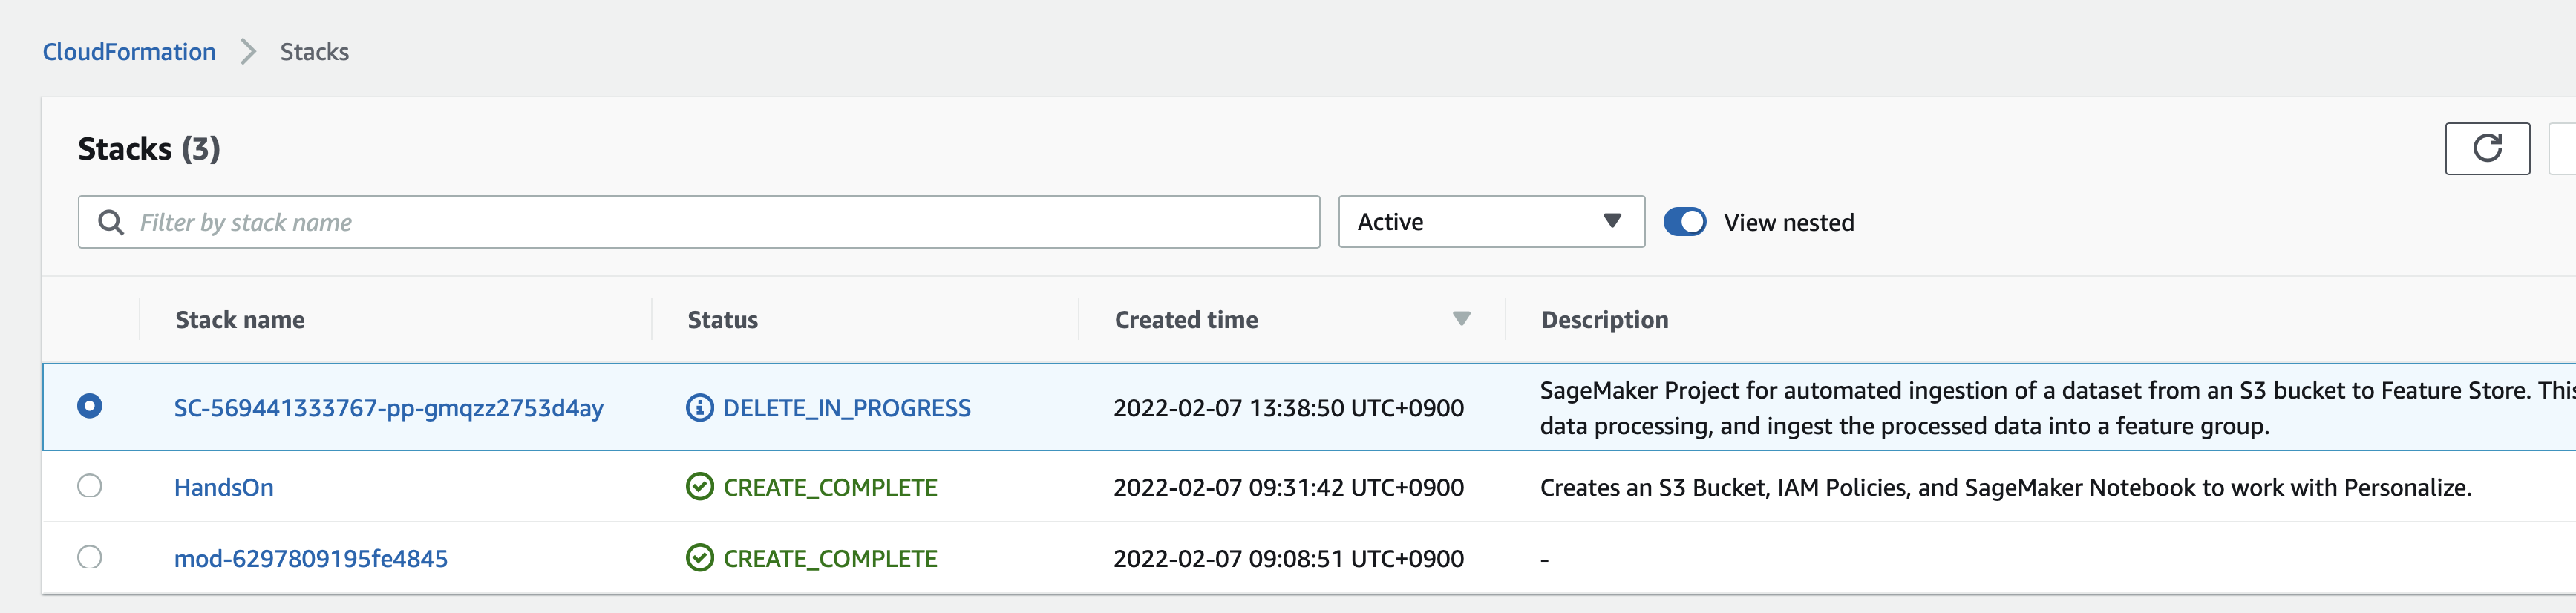 CloudFormation > Stacks
Stacks (3)
Filter by stack name
Active
View nested
Stack name Status Created time Description
SC-569441333767-pp-gmqzz2753d4ay DELETE_IN_PROGRESS 2022-02-07 13:38:50 UTC+0900 SageMaker Project for automated ingestion of a dataset from an S3 bucket to Feature Store. This
data processing, and ingest the processed data into a feature group.
HandsOn CREATE_COMPLETE 2022-02-07 09:31:42 UTC+0900 Creates an S3 Bucket, IAM Policies, and SageMaker Notebook to work with Personalize.
mod-6297809195fe4845 CREATE_COMPLETE 2022-02-07 09:08:51 UTC+0900 -